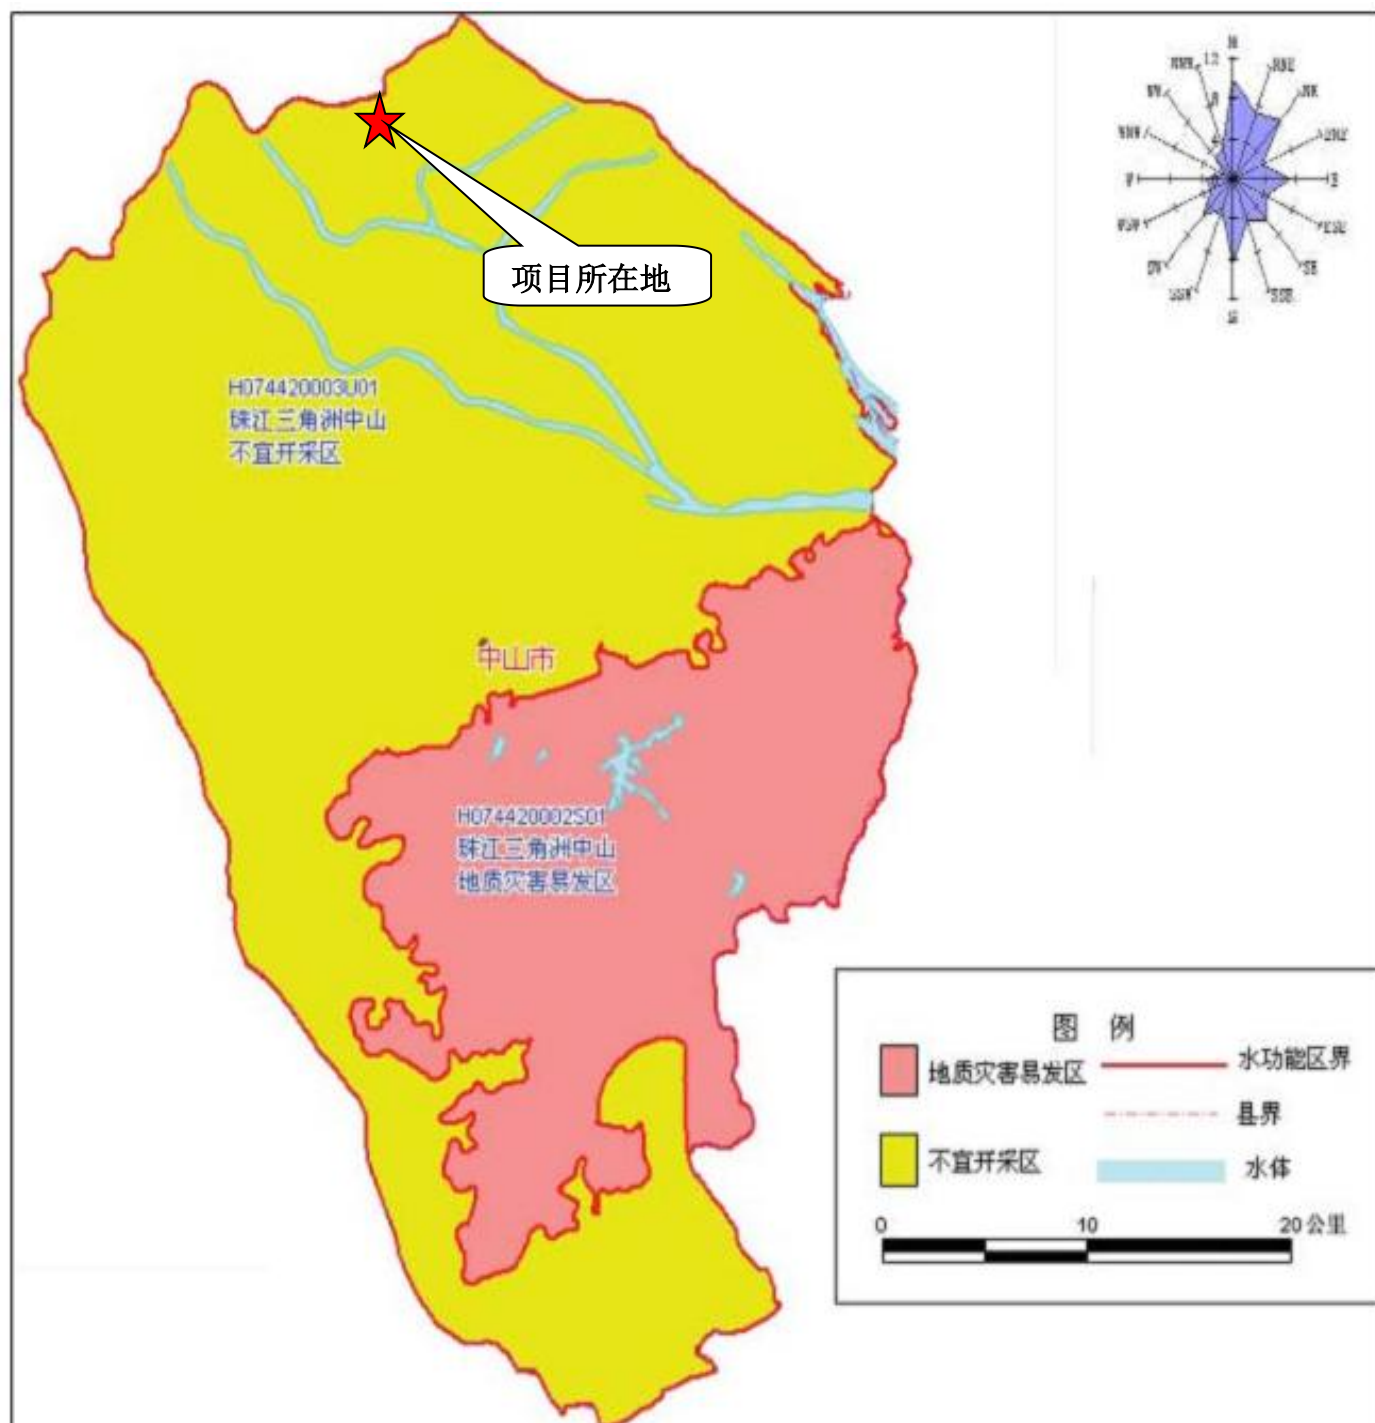 N
12
NNW
NNE
NW
NE
8
WNW
4
ENE
W
E
WSW
ESE
SW
SE
SSW
SSE
S
项目所在地
H074420003U01
珠江三角洲中山
不宜开采区
中山市
H074420002S01
珠江三角洲中山
地质灾害易发区
图 例
地质灾害易发区
水功能区界
县界
不宜开采区
水体
0 10 20 公里